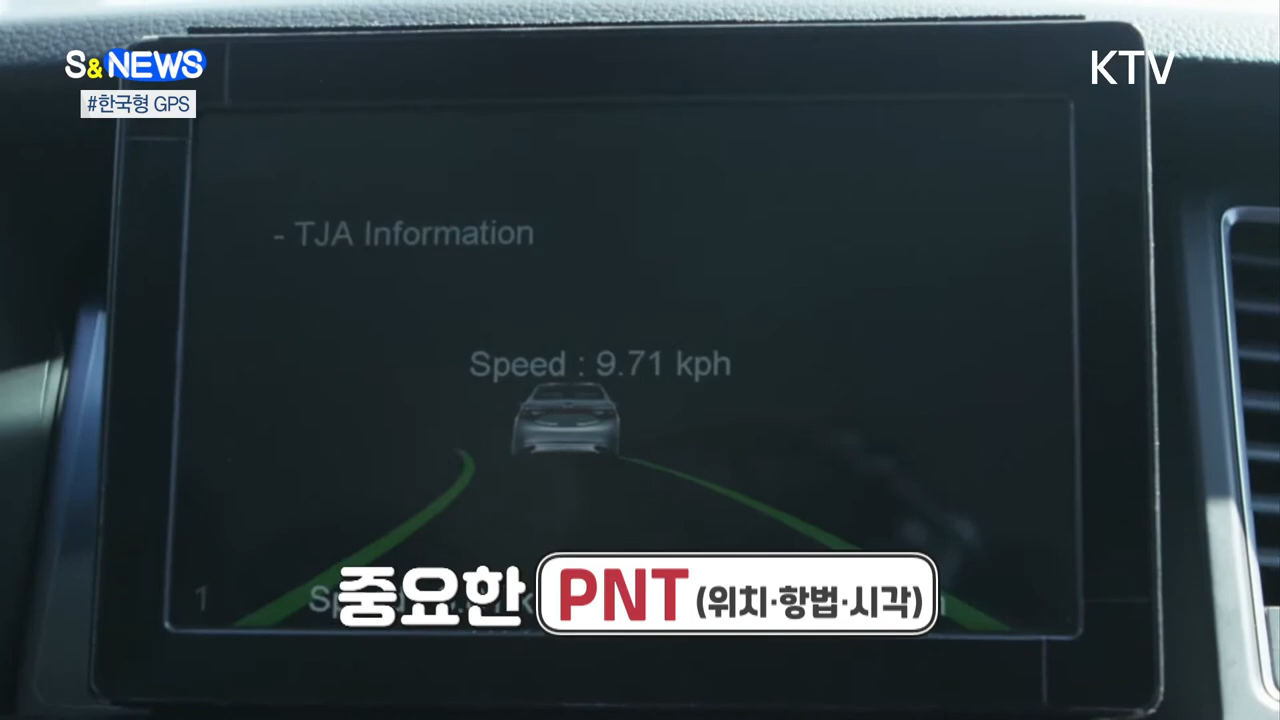 S&NEWS
KTV
#한국형 GPS
- TJA Information
Speed : 9.71 kph
1
중요한 PNT (위치·항법·시각)